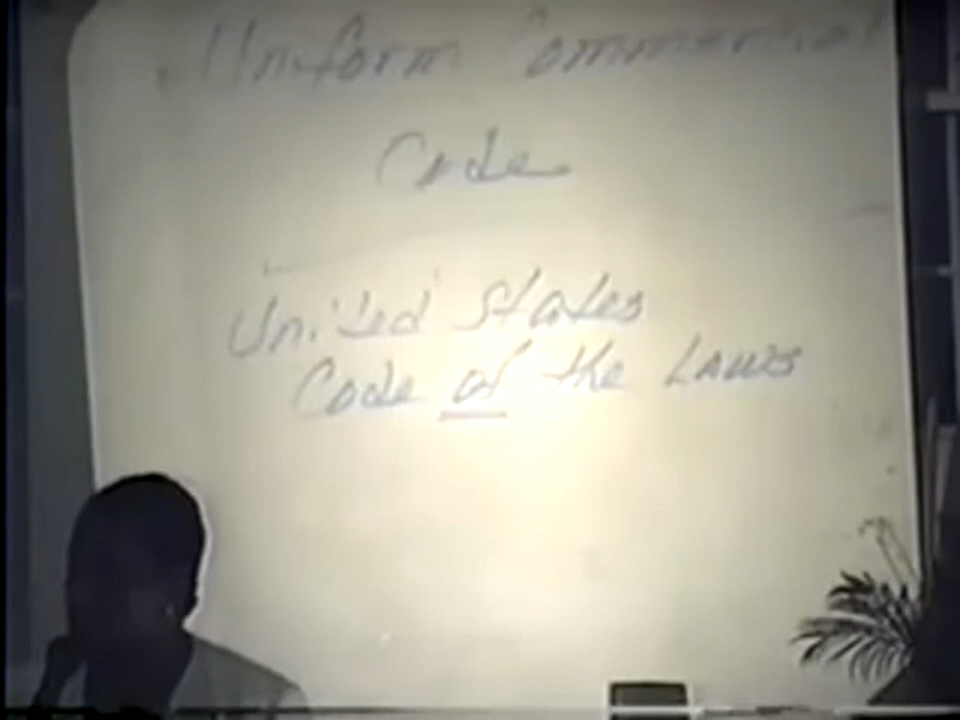 Uniform Commercial
Code
United States
Code of the Laws